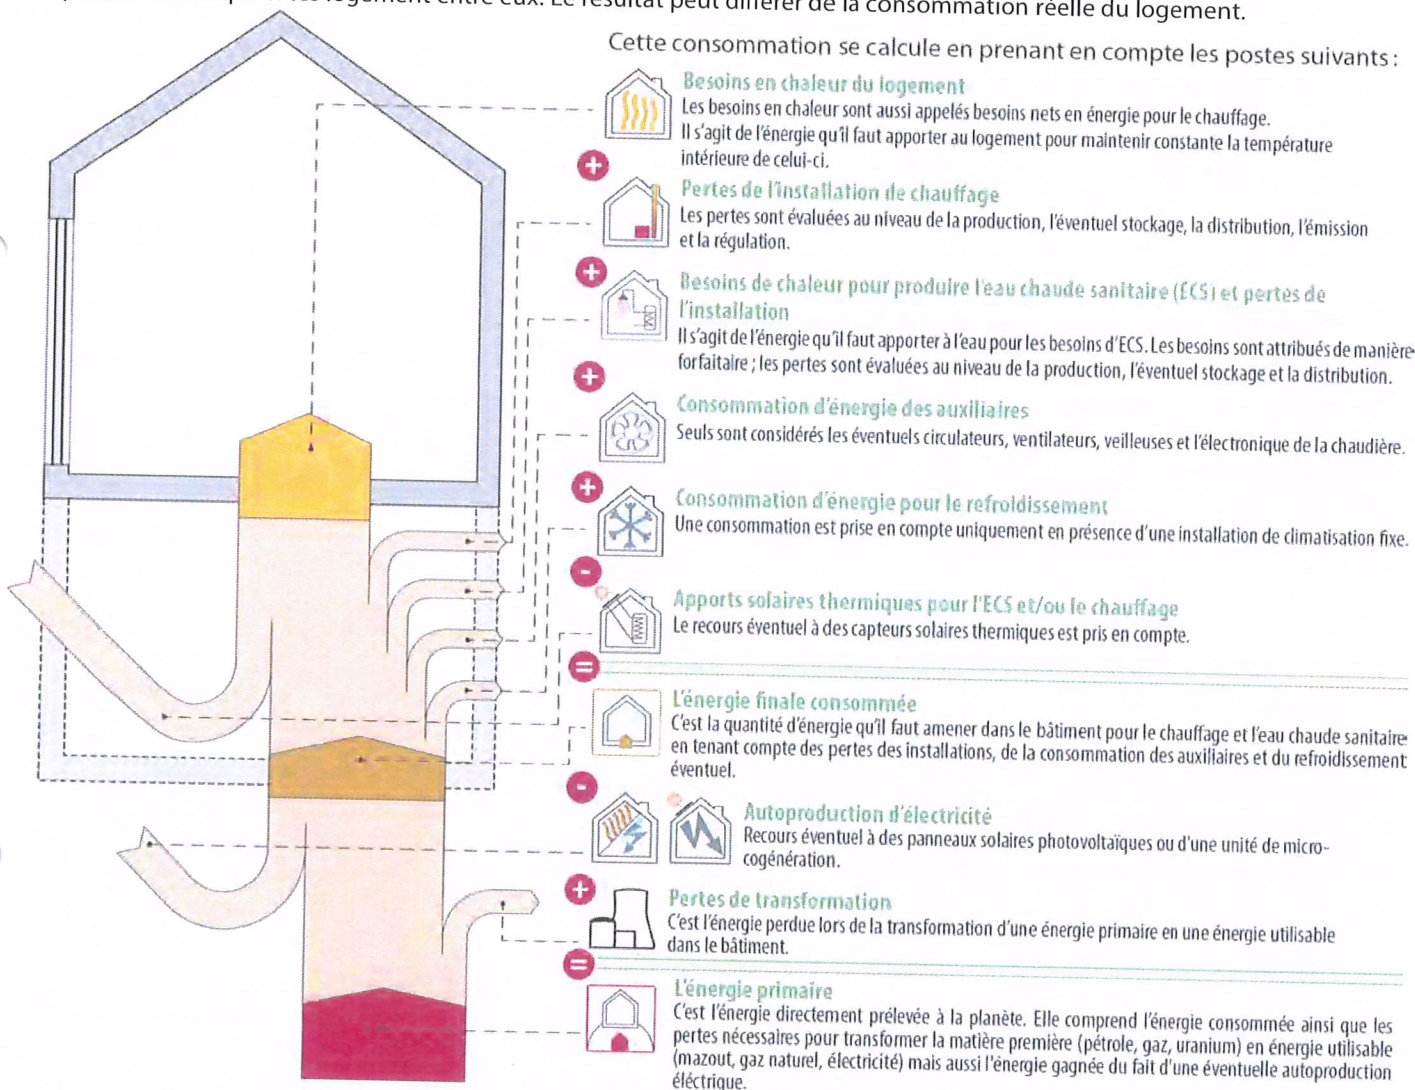 les logement entre eux. Le résultat peut différer de la consommation réelle du logement.
Cette consommation se calcule en prenant en compte les postes suivants :
Besoins en chaleur du logement
Les besoins en chaleur sont aussi appelés besoins nets en énergie pour le chauffage.
Il s'agit de l'énergie qu'il faut apporter au logement pour maintenir constante la température
intérieure de celui-ci.
+
Pertes de l'installation de chauffage
Les pertes sont évaluées au niveau de la production, l'éventuel stockage, la distribution, l'émission
et la régulation.
+
Besoins de chaleur pour produire l'eau chaude sanitaire (ECS) et pertes de
l'installation
Il s'agit de l'énergie qu'il faut apporter à l'eau pour les besoins d'ECS. Les besoins sont attribués de manière
forfaitaire ; les pertes sont évaluées au niveau de la production, l'éventuel stockage et la distribution.
+
Consommation d'énergie des auxiliaires
Seuls sont considérés les éventuels circulateurs, ventilateurs, veilleuses et l'électronique de la chaudière.
+
Consommation d'énergie pour le refroidissement
Une consommation est prise en compte uniquement en présence d'une installation de climatisation fixe.
-
Apports solaires thermiques pour l'ECS et/ou le chauffage
Le recours éventuel à des capteurs solaires thermiques est pris en compte.
=
L'énergie finale consommée
C'est la quantité d'énergie qu'il faut amener dans le bâtiment pour le chauffage et l'eau chaude sanitaire
en tenant compte des pertes des installations, de la consommation des auxiliaires et du refroidissement
éventuel.
-
Autoproduction d'électricité
Recours éventuel à des panneaux solaires photovoltaïques ou d'une unité de micro-
cogénération.
+
Pertes de transformation
C'est l'énergie perdue lors de la transformation d'une énergie primaire en une énergie utilisable
dans le bâtiment.
=
L'énergie primaire
C'est l'énergie directement prélevée à la planète. Elle comprend l'énergie consommée ainsi que les
pertes nécessaires pour transformer la matière première (pétrole, gaz, uranium) en énergie utilisable
(mazout, gaz naturel, électricité) mais aussi l'énergie gagnée du fait d'une éventuelle autoproduction
éléctrique.